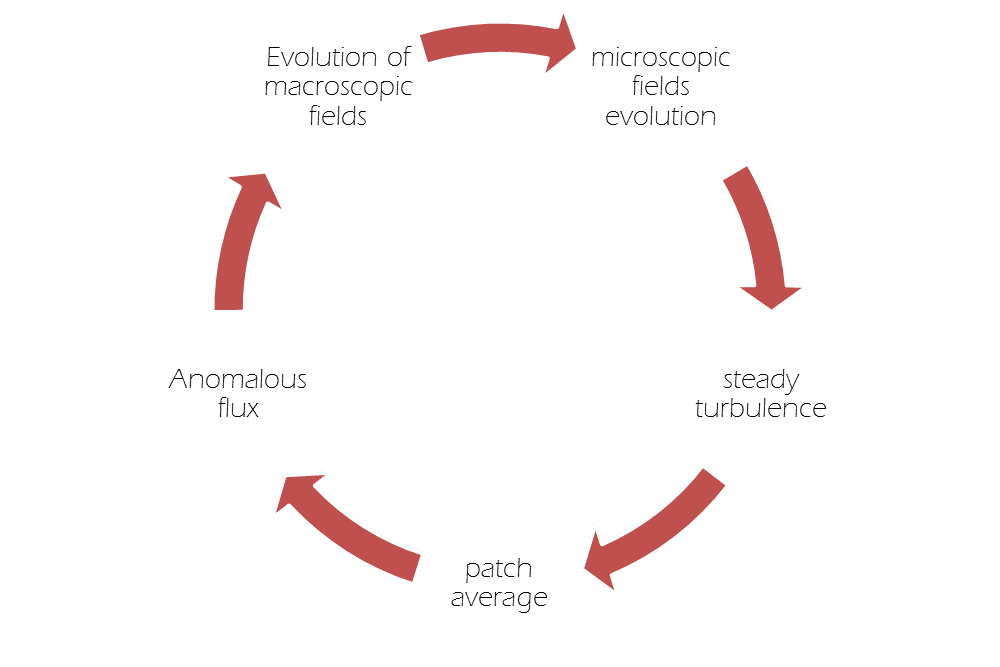 Evolution of
macroscopic
fields
microscopic
fields
evolution
steady
turbulence
patch
average
Anomalous
flux